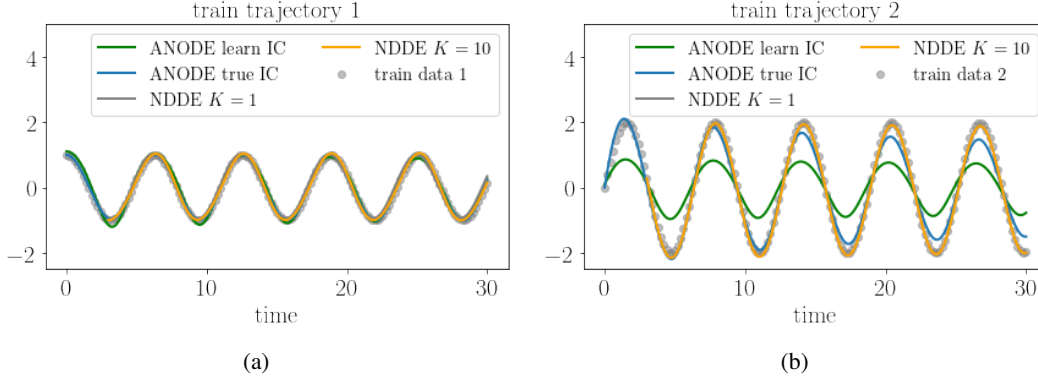 train trajectory 1
ANODE learn IC
ANODE true IC
NDDE K = 1
NDDE K = 10
train data 1
4
2
0
−2
0
10
20
30
time
(a)
train trajectory 2
ANODE learn IC
ANODE true IC
NDDE K = 1
NDDE K = 10
train data 2
4
2
0
−2
0
10
20
30
time
(b)